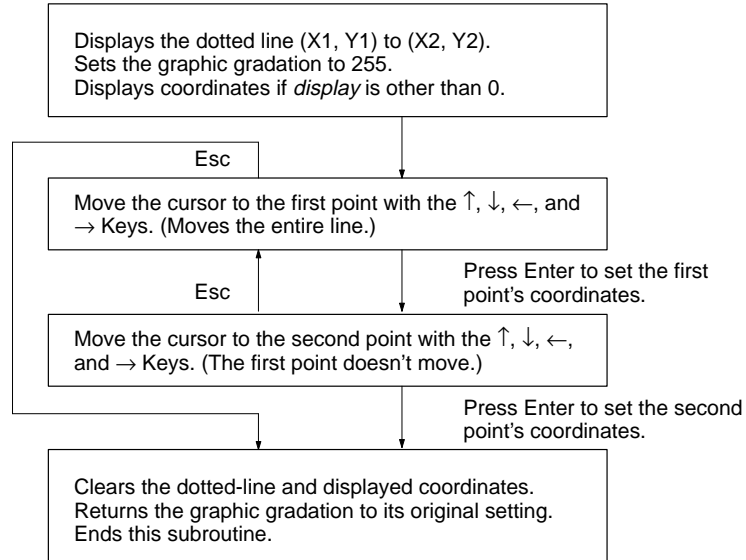 Displays the dotted line (X1, Y1) to (X2, Y2).
Sets the graphic gradation to 255.
Displays coordinates if display is other than 0.
Esc
Move the cursor to the first point with the ↑, ↓, ←, and
→ Keys. (Moves the entire line.)
Press Enter to set the first
point's coordinates.
Esc
Move the cursor to the second point with the ↑, ↓, ←,
and → Keys. (The first point doesn't move.)
Press Enter to set the second
point's coordinates.
Clears the dotted-line and displayed coordinates.
Returns the graphic gradation to its original setting.
Ends this subroutine.